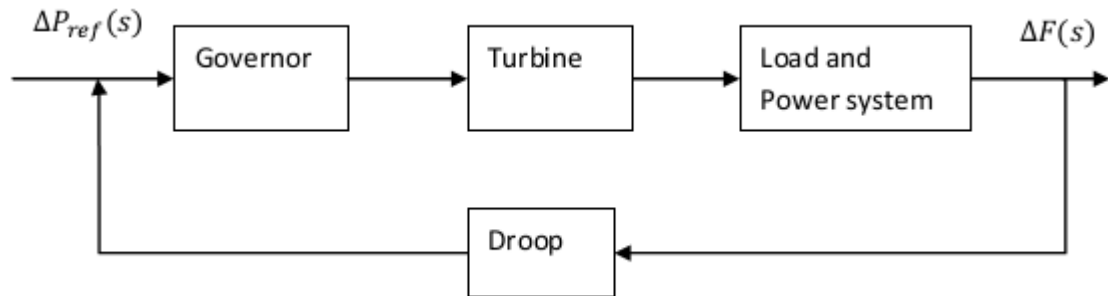 ΔP_ref(s)
ΔF(s)
Governor
Turbine
Load and
Power system
Droop